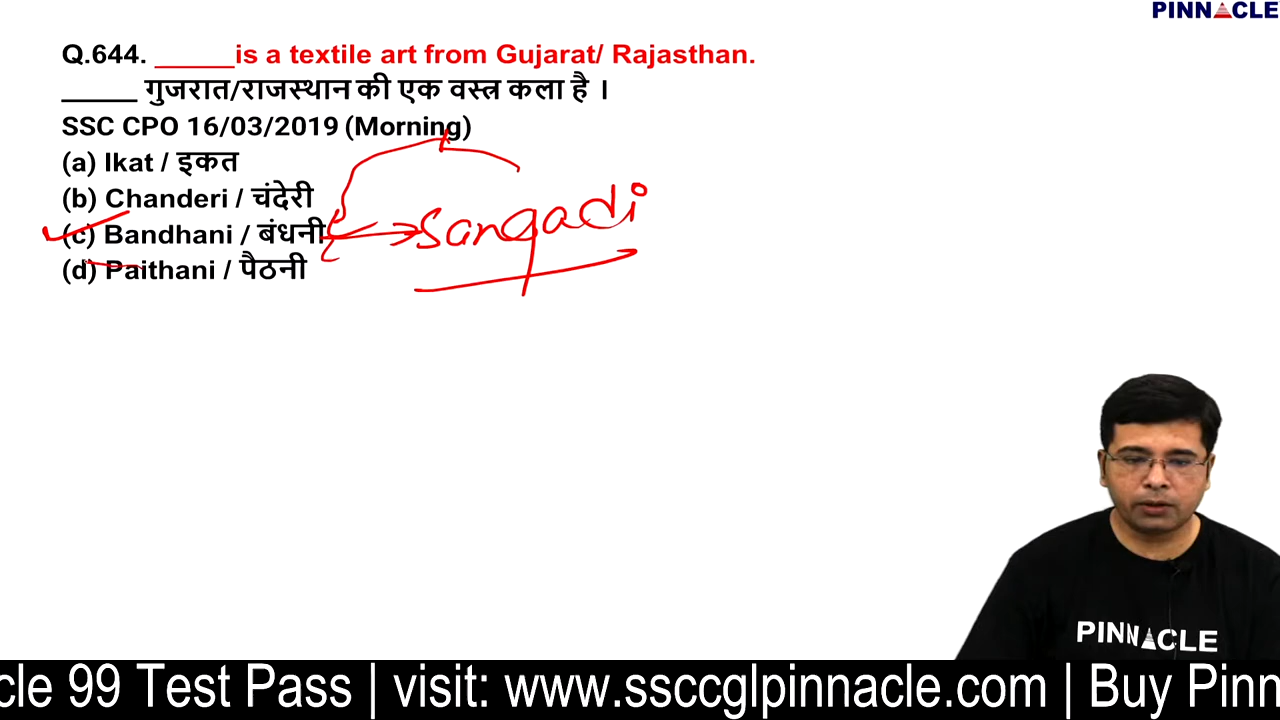 PINNACLE
Q.644. ______is a textile art from Gujarat/ Rajasthan.
______ गुजरात/राजस्थान की एक वस्त्र कला है ।
SSC CPO 16/03/2019 (Morning)
(a) Ikat / इकत
(b) Chanderi / चंदेरी
(c) Bandhani / बंधनी
Sangadi
(d) Paithani / पैठनी
PINNACLE
cle 99 Test Pass | visit: www.ssccglpinnacle.com | Buy Pinn